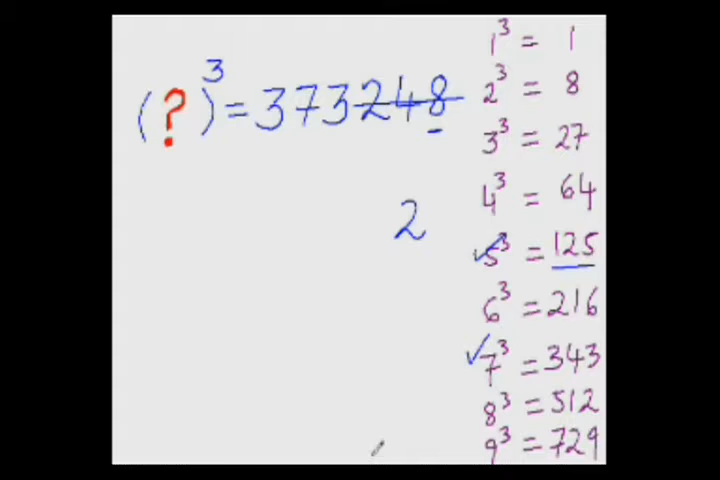 (?)³ = 373248
2
1³ = 1
2³ = 8
3³ = 27
4³ = 64
5³ = 125
6³ = 216
7³ = 343
8³ = 512
9³ = 729